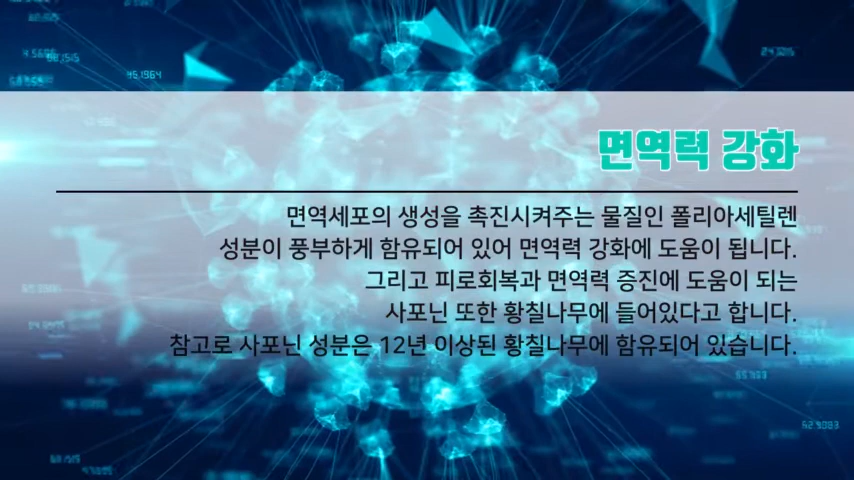 46.1964
면역력 강화
면역세포의 생성을 촉진시켜주는 물질인 폴리아세틸렌
성분이 풍부하게 함유되어 있어 면역력 강화에 도움이 됩니다.
그리고 피로회복과 면역력 증진에 도움이 되는
사포닌 또한 황칠나무에 들어있다고 합니다.
참고로 사포닌 성분은 12년 이상된 황칠나무에 함유되어 있습니다.
62.9083